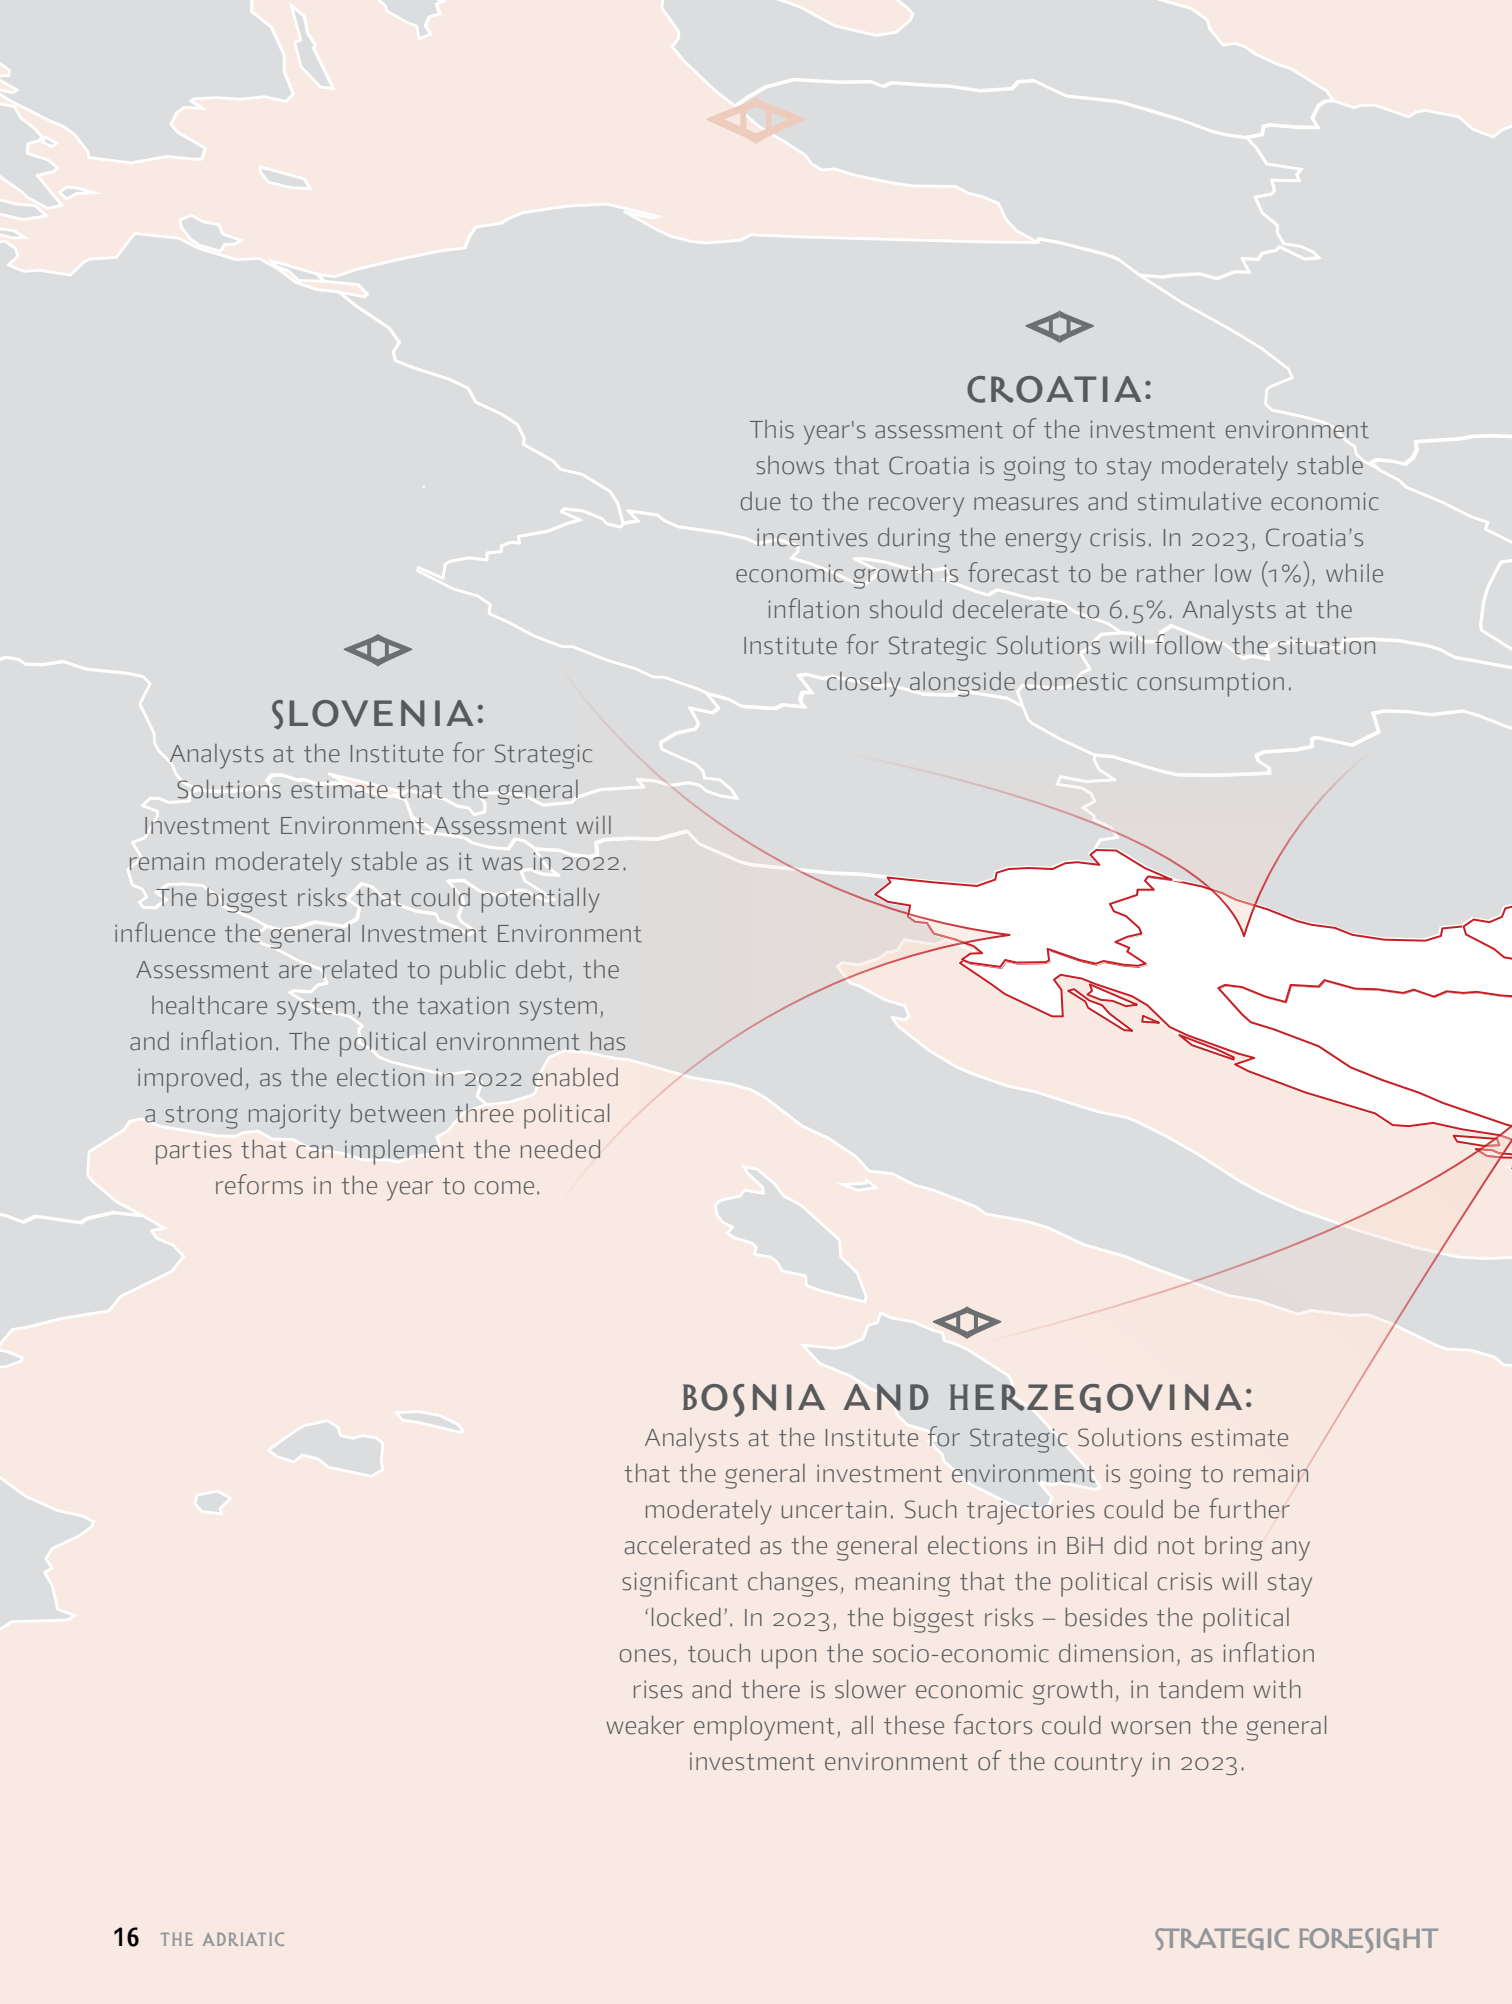 CROATIA:
This year's assessment of the investment environment
shows that Croatia is going to stay moderately stable
due to the recovery measures and stimulative economic
incentives during the energy crisis. In 2023, Croatia’s
economic growth is forecast to be rather low (1%), while
inflation should decelerate to 6.5%. Analysts at the
Institute for Strategic Solutions will follow the situation
closely alongside domestic consumption.
SLOVENIA:
Analysts at the Institute for Strategic
Solutions estimate that the general
Investment Environment Assessment will
remain moderately stable as it was in 2022.
The biggest risks that could potentially
influence the general Investment Environment
Assessment are related to public debt, the
healthcare system, the taxation system,
and inflation. The political environment has
improved, as the election in 2022 enabled
a strong majority between three political
parties that can implement the needed
reforms in the year to come.
BOSNIA AND HERZEGOVINA:
Analysts at the Institute for Strategic Solutions estimate
that the general investment environment is going to remain
moderately uncertain. Such trajectories could be further
accelerated as the general elections in BiH did not bring any
significant changes, meaning that the political crisis will stay
‘locked’. In 2023, the biggest risks – besides the political
ones, touch upon the socio-economic dimension, as inflation
rises and there is slower economic growth, in tandem with
weaker employment, all these factors could worsen the general
investment environment of the country in 2023.
16 THE ADRIATIC
STRATEGIC FORESIGHT